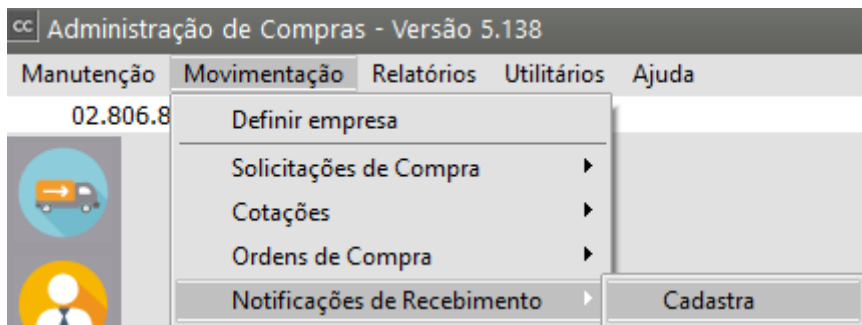 cc Administração de Compras - Versão 5.138
Manutenção Movimentação Relatórios Utilitários Ajuda
02.806.8
Definir empresa
Solicitações de Compra
Cotações
Ordens de Compra
Notificações de Recebimento Cadastra